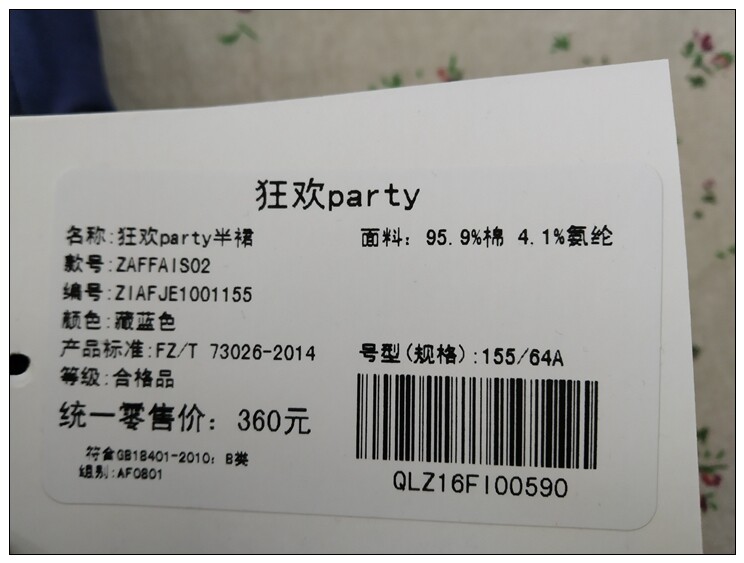 狂欢party
名称:狂欢party半裙
面料: 95.9%棉 4.1%氨纶
款号:ZAFFAIS02
编号:ZIAFJE1001155
颜色:藏蓝色
产品标准:FZ/T 73026-2014
号型(规格):155/64A
等级:合格品
统一零售价: 360元
符合GB18401-2010: B类
组别:AF0801
QLZ16FI00590